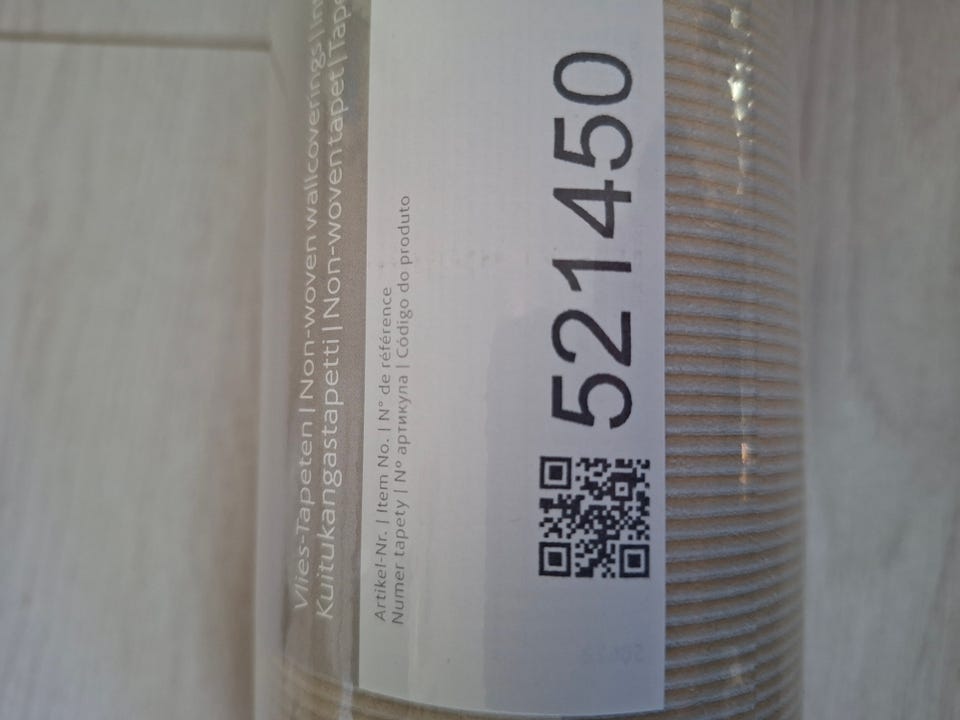 Vlies-Tapeten | Non-woven wallcoverings |
Kuitukangastapetti | Non-woven tapet |
Artikel-Nr. | Item No. | N° de référence
Numer tapety | N° артикула | Código do produto
521450